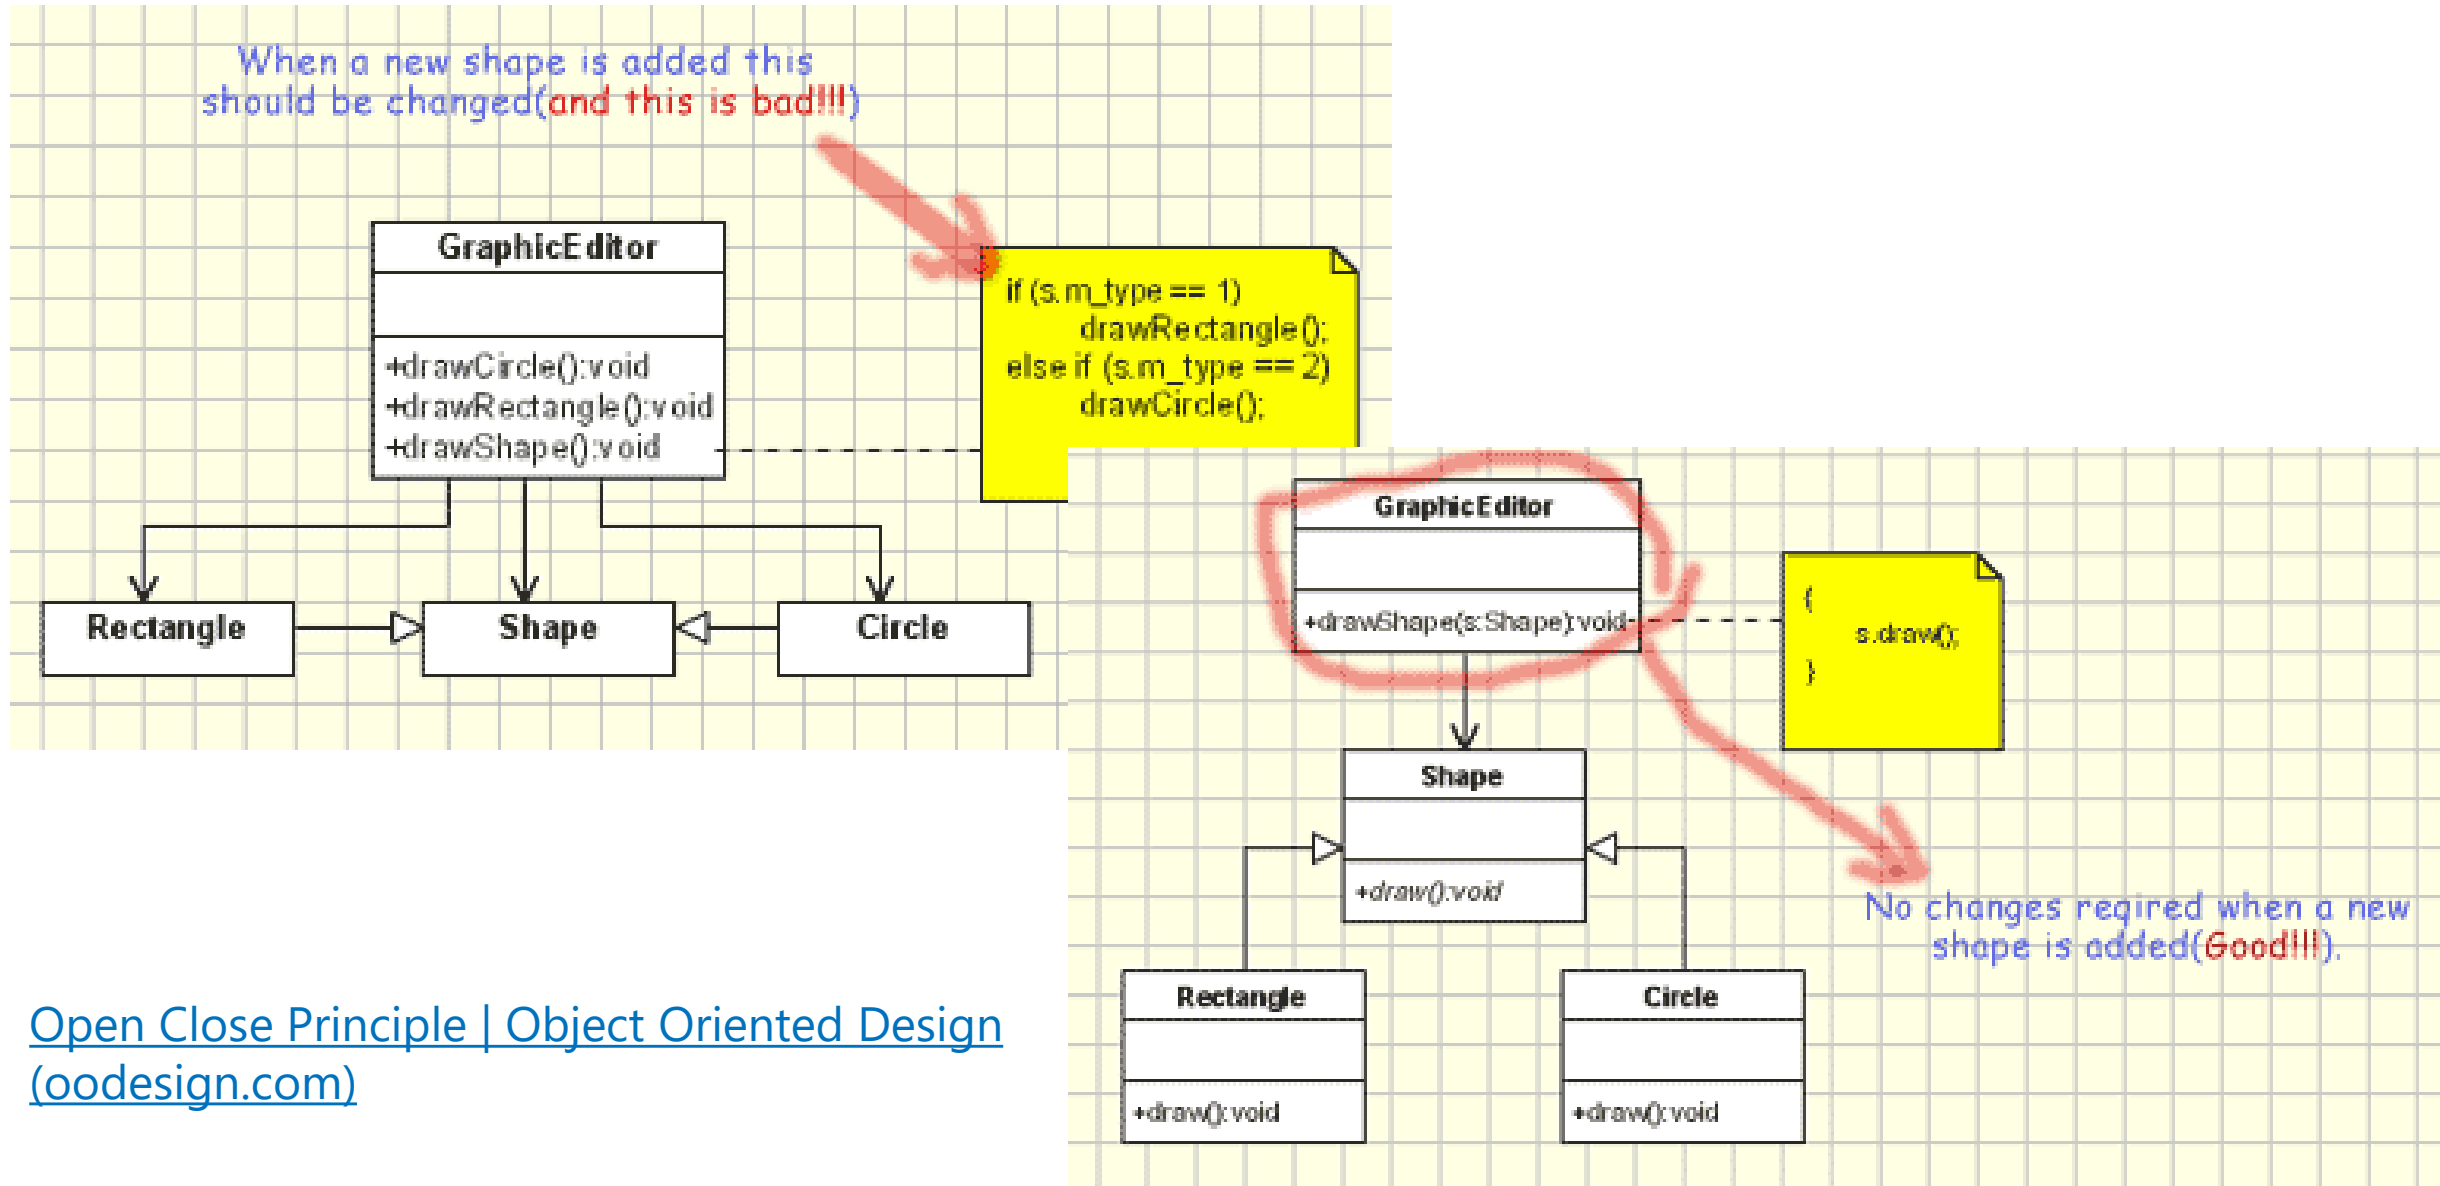 When a new shape is added this
should be changed(and this is bad!!!)
GraphicEditor
+drawCircle():void
+drawRectangle():void
+drawShape():void
if (s.m_type == 1)
drawRectangle();
else if (s.m_type == 2)
drawCircle();
Rectangle
Shape
Circle
GraphicEditor
+drawShape(s:Shape):void
{
s.draw();
}
Shape
+draw():void
No changes reqired when a new
shape is added(Good!!!).
Rectangle
+draw():void
Circle
+draw():void
Open Close Principle | Object Oriented Design
(oodesign.com)